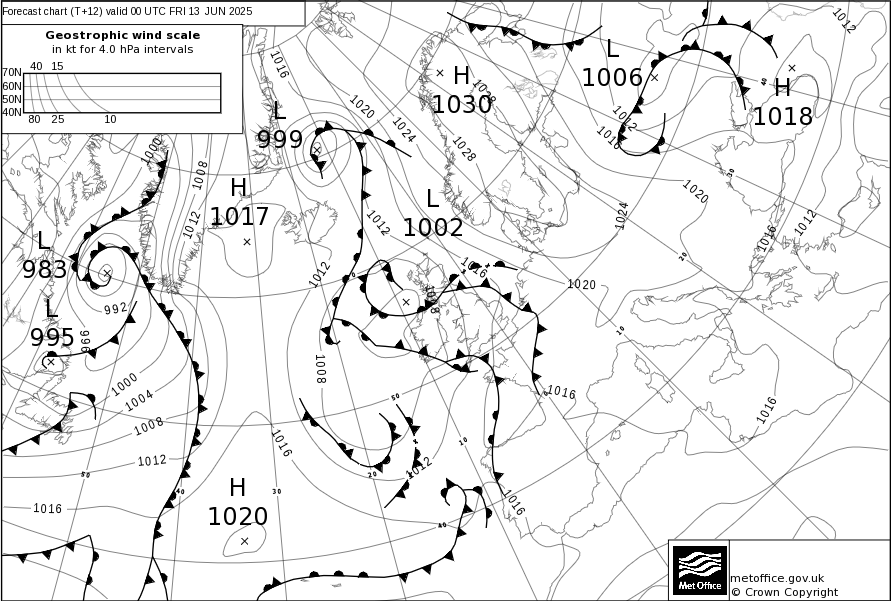 Forecast chart (T+12) valid 00 UTC FRI 13 JUN 2025
Geostrophic wind scale
in kt for 4.0 hPa intervals
40 15
70N
60N
50N
40N
80 25 10
1016
1012
L
1006
H
1030
1028
40
H
1018
1020
L
999
1024
1012
1016
1000
1028
1008
H
1017
30
1020
L
1002
1012
1012
1024
1012
1016
L
983
20
1016
1012
1020
1008
L
995
992
996
10
1008
1000
1004
50
1016
1016
1008
1016
10
1012
1012
50
20
H
1020
40
30
1016
1016
40
Met Office
metoffice.gov.uk
© Crown Copyright